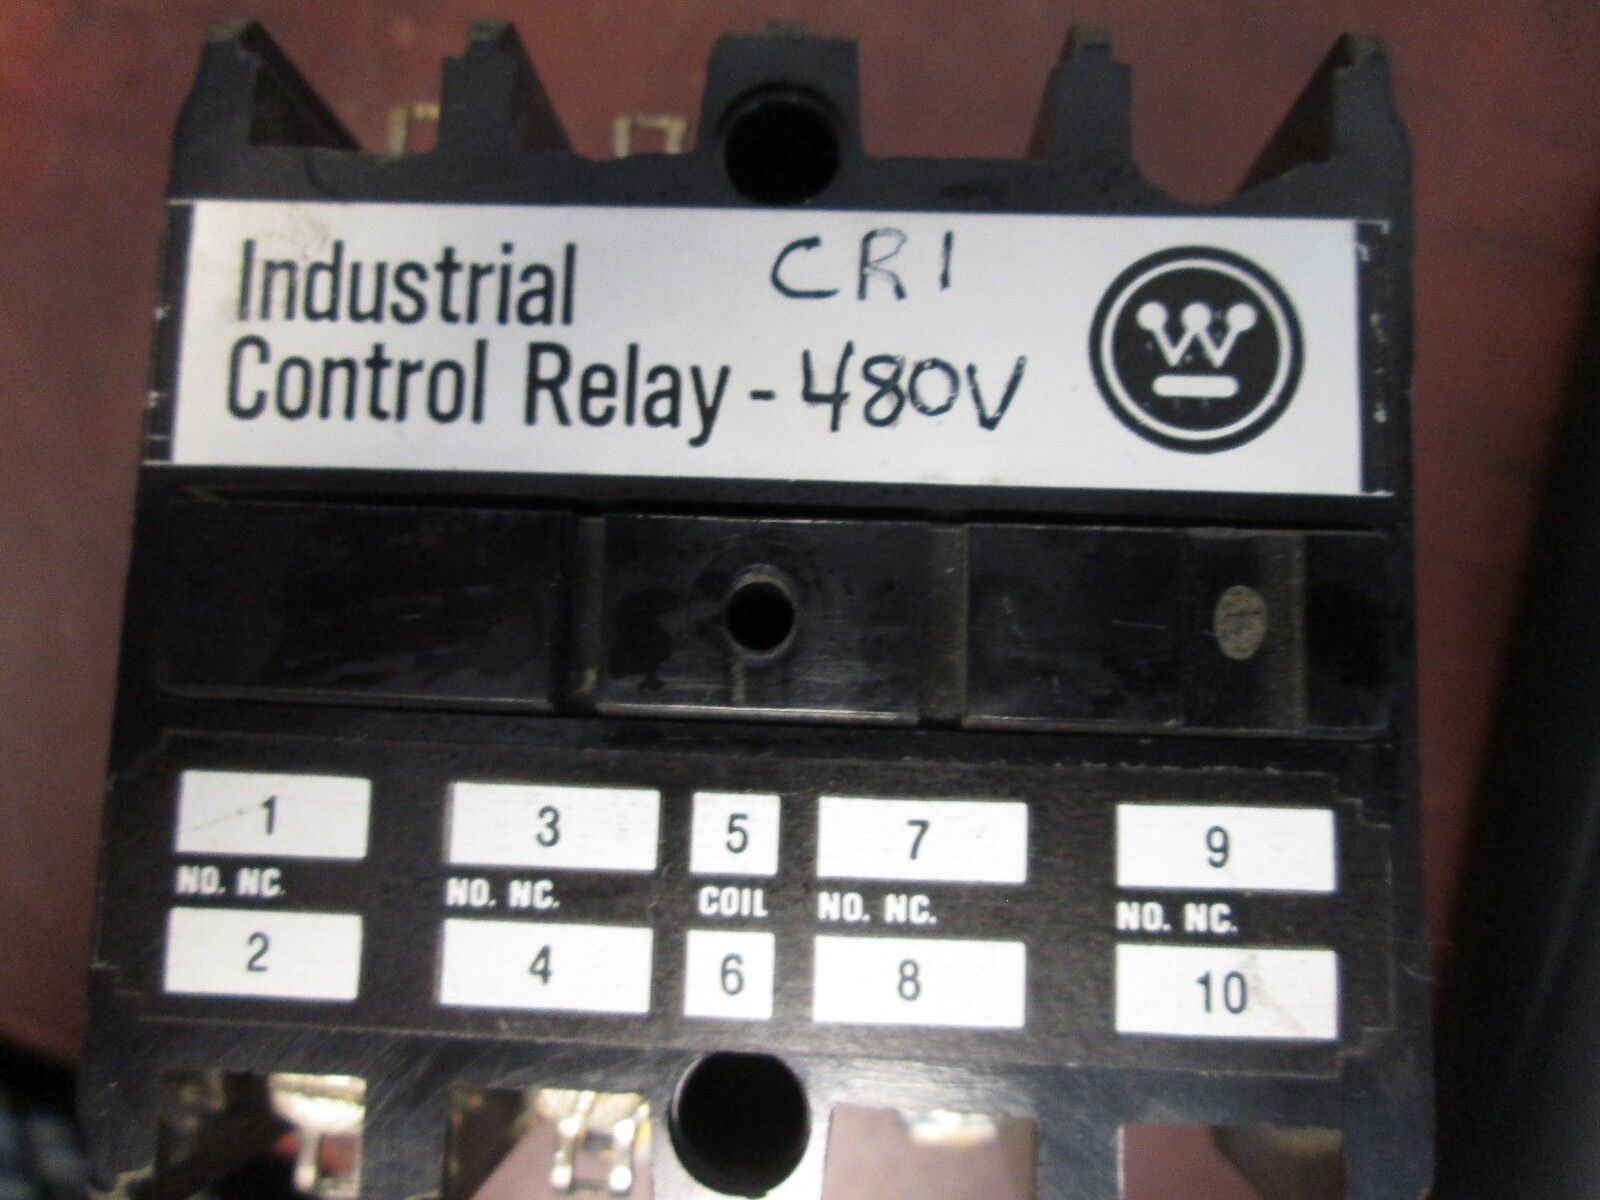 Industrial CR1
Control Relay - 480V
W
1 3 5 7 9
NO. NC. NO. NC. COIL NO. NC. NO. NC.
2 4 6 8 10